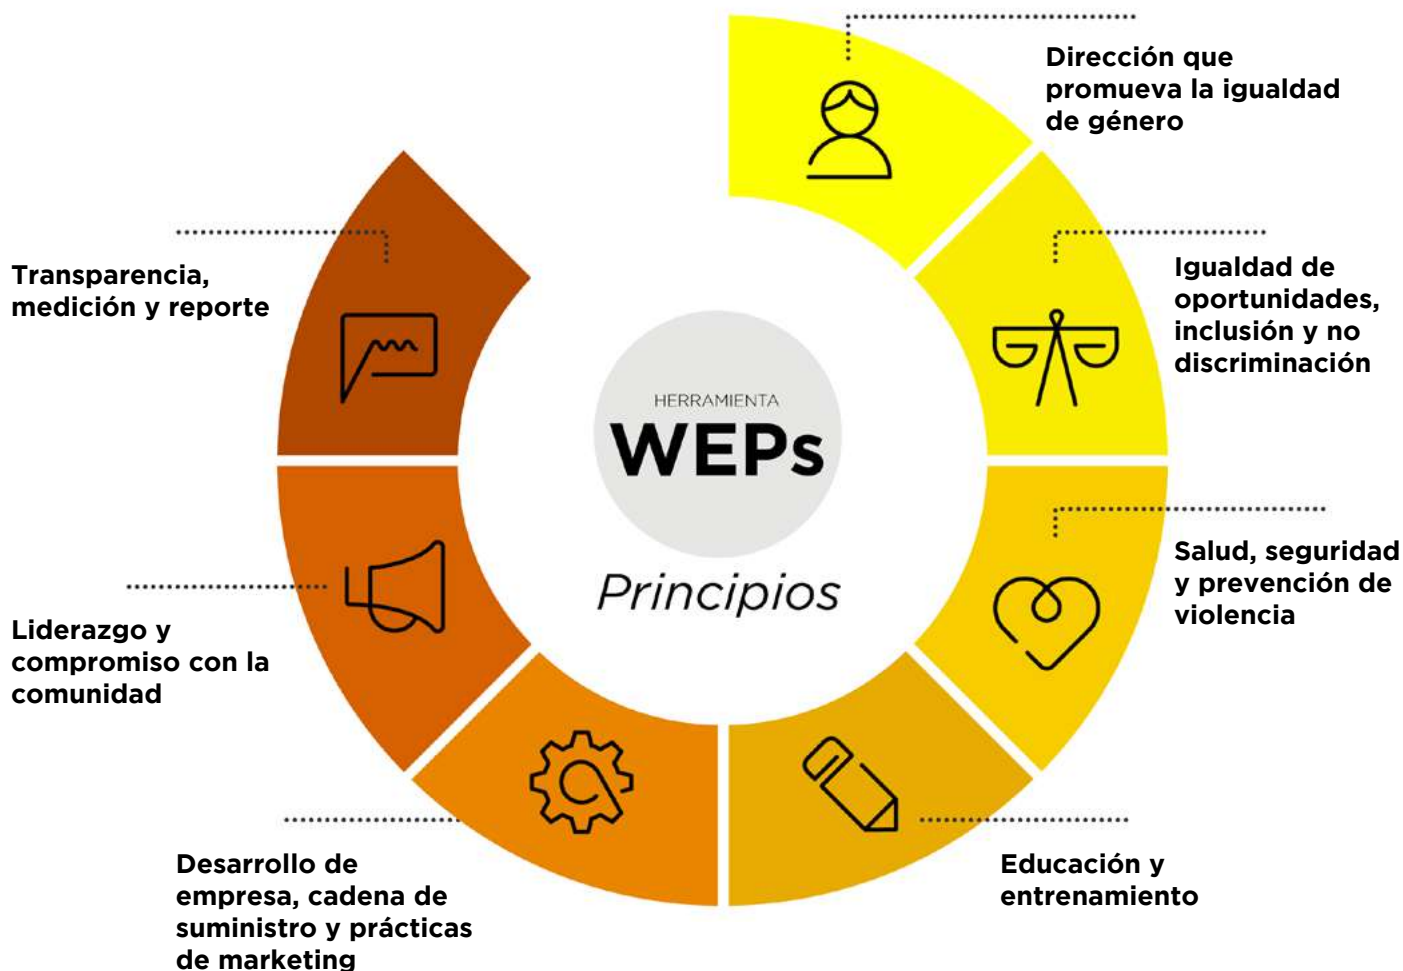 Dirección que
promueva la igualdad
de género
Igualdad de
oportunidades,
inclusión y no
discriminación
Salud, seguridad
y prevención de
violencia
Educación y
entrenamiento
Desarrollo de
empresa, cadena de
suministro y prácticas
de marketing
Liderazgo y
compromiso con la
comunidad
Transparencia,
medición y reporte
HERRAMIENTA
WEPs
Principios